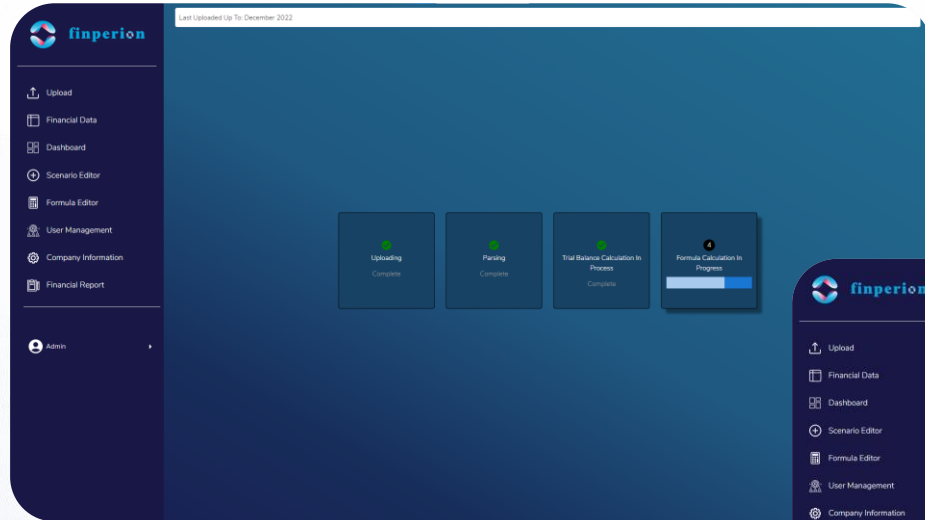 finperion
Last Uploaded Up To: December 2022
Upload
Financial Data
Dashboard
Scenario Editor
Formula Editor
User Management
Company Information
Financial Report
Admin
Uploading
Complete
Parsing
Complete
Trial Balance Calculation In
Process
Complete
4
Formula Calculation In
Progress
finperion
Upload
Financial Data
Dashboard
Scenario Editor
Formula Editor
User Management
Company Information